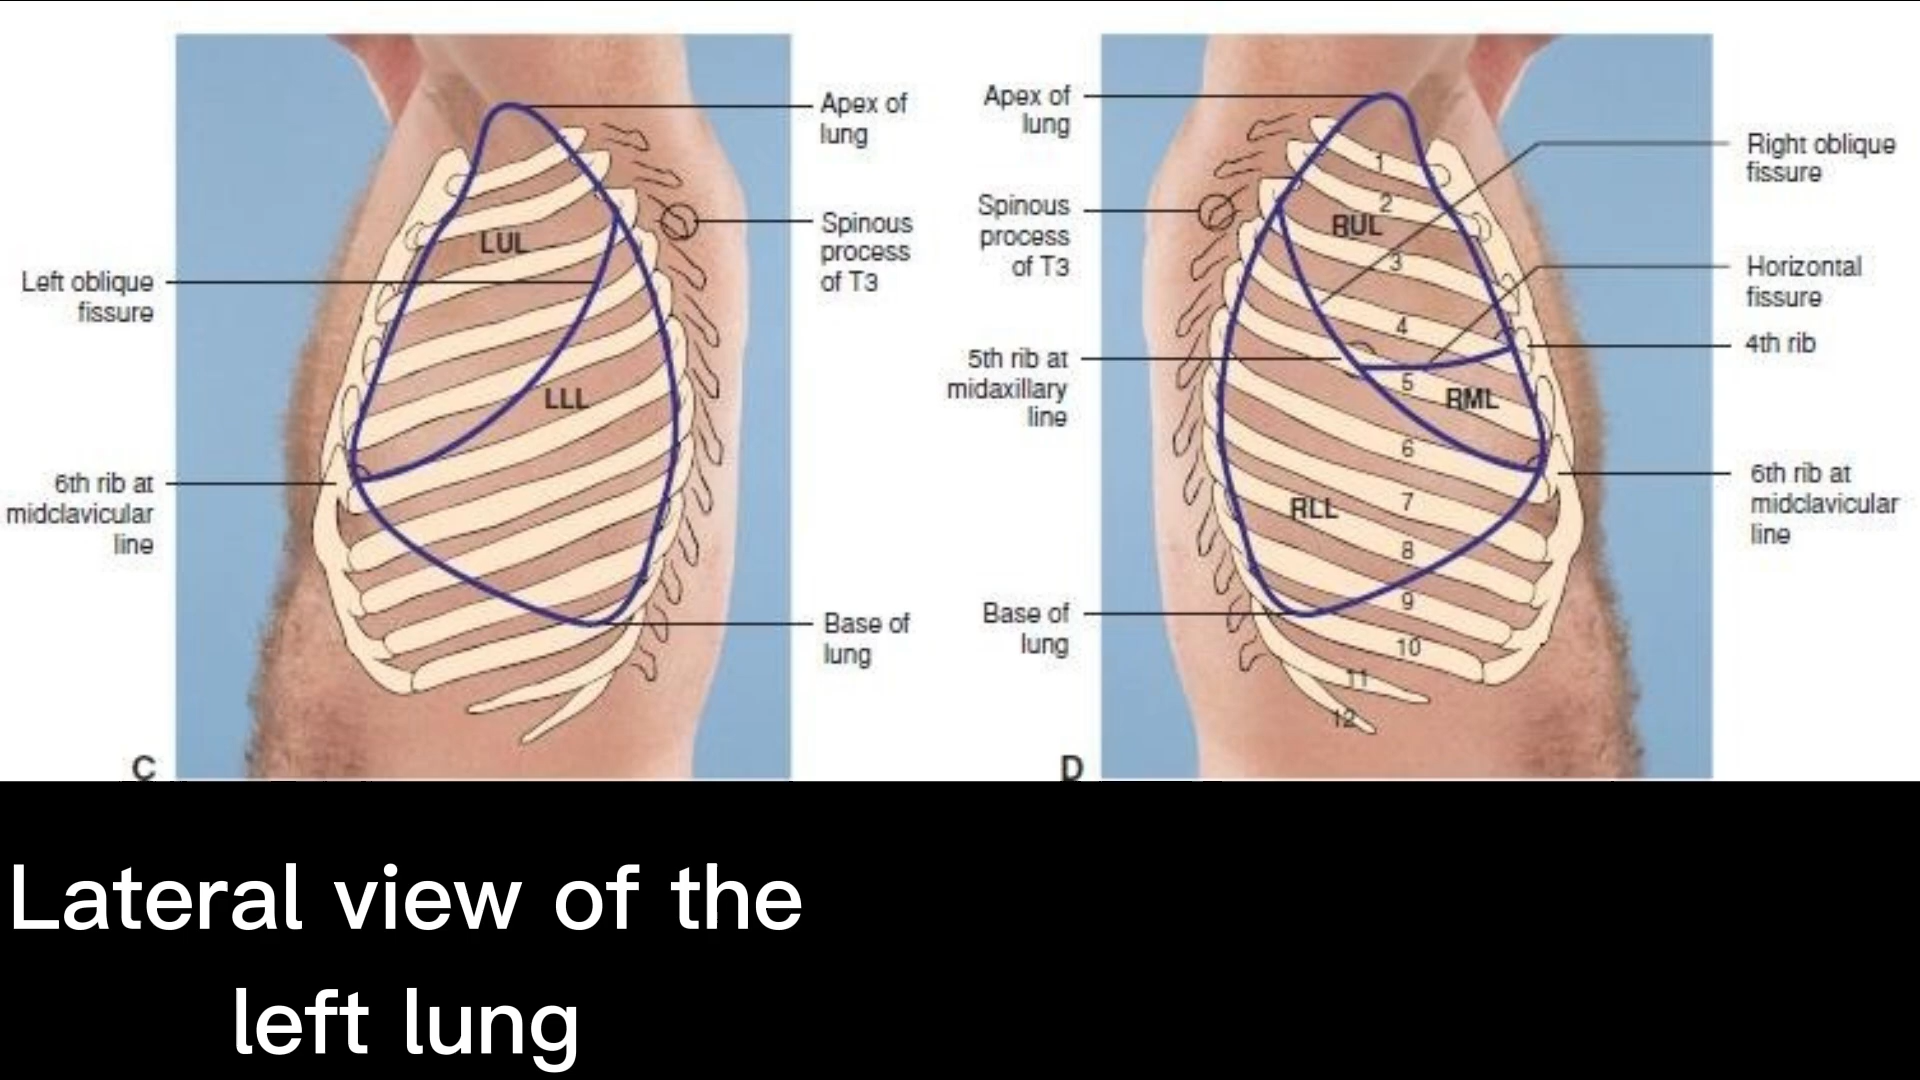 Apex of
lung
Spinous
process
of T3
LUL
Left oblique
fissure
LLL
6th rib at
midclavicular
line
Base of
lung
C
Apex of
lung
Right oblique
fissure
Spinous
process
of T3
1
2
RUL
3
Horizontal
fissure
4
4th rib
5th rib at
midaxillary
line
5
RML
6
6th rib at
midclavicular
line
RLL
7
8
9
Base of
lung
10
11
12
D
Lateral view of the
left lung